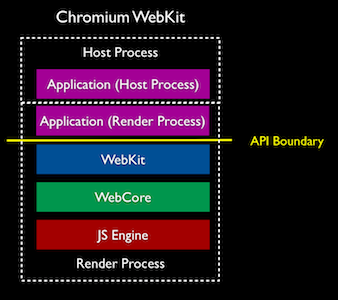 Chromium WebKit
Host Process
Application (Host Process)
Application (Render Process)
API Boundary
WebKit
WebCore
JS Engine
Render Process